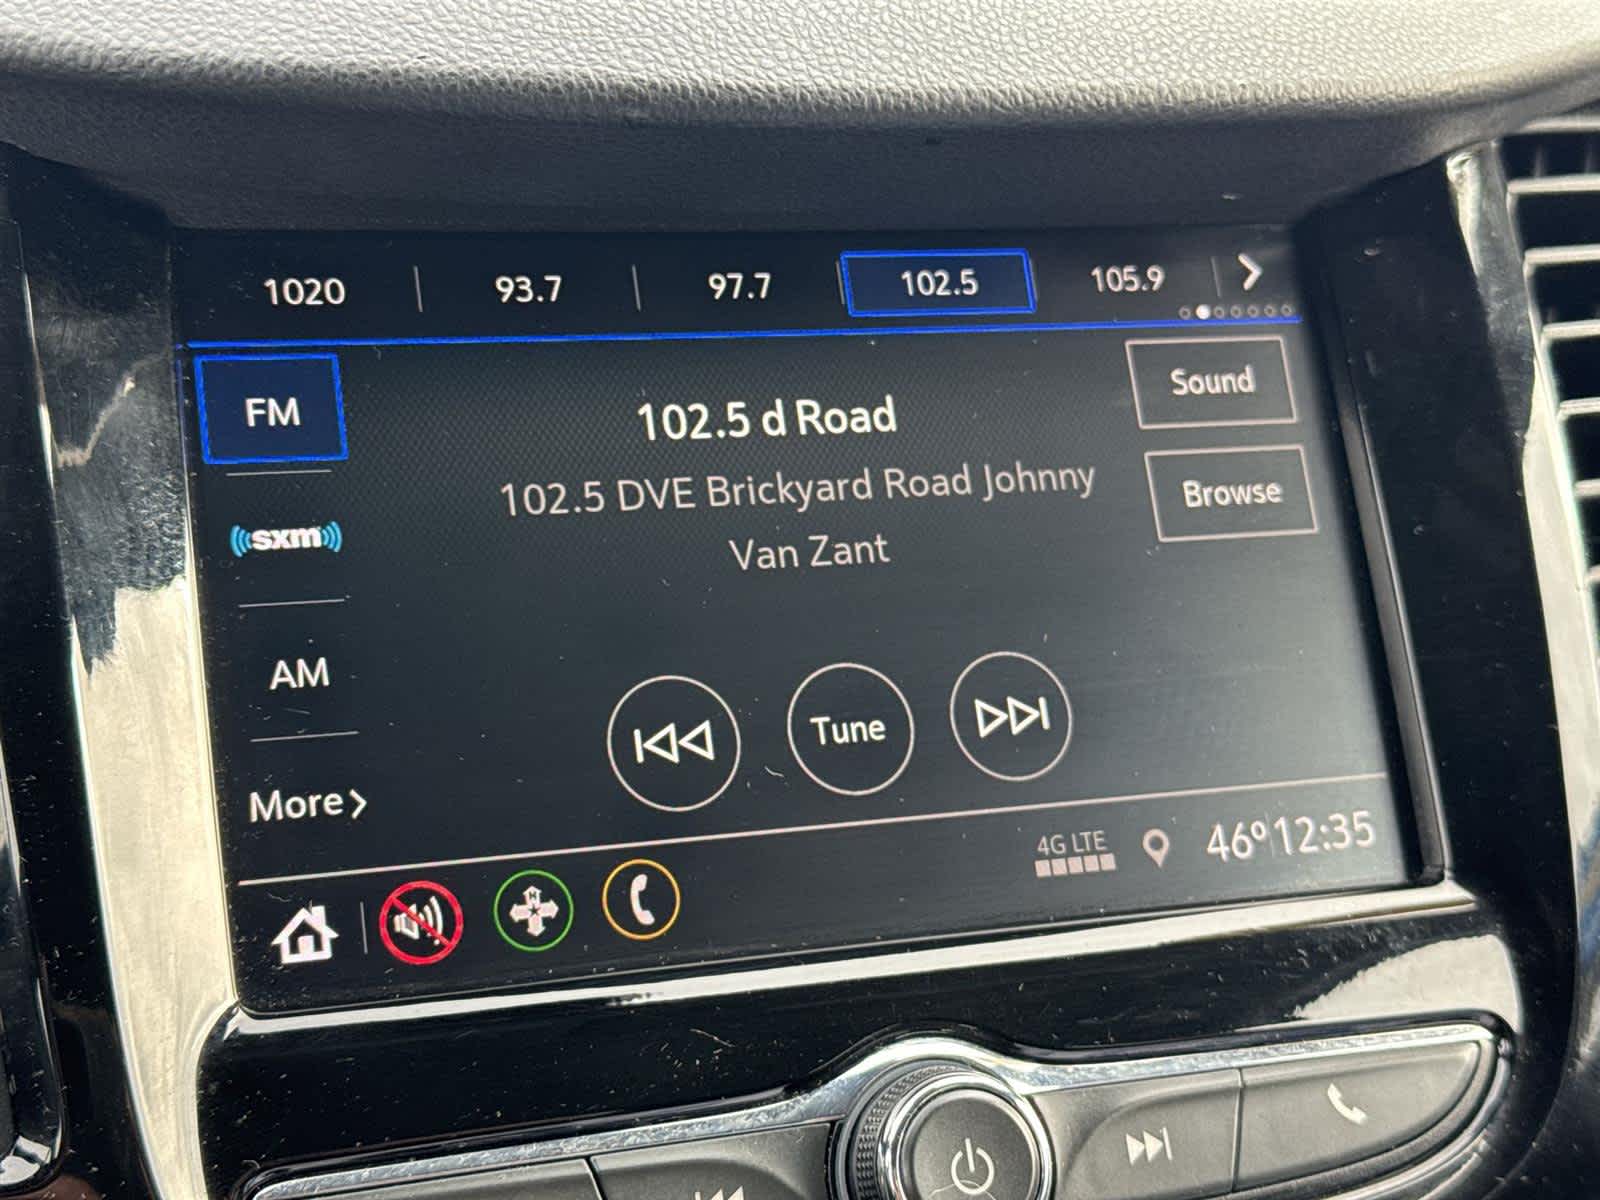 1020 93.7 97.7 102.5 105.9
FM
102.5 d Road
Sound
102.5 DVE Brickyard Road Johnny
Van Zant
Browse
sxm
AM
Tune
More
4G LTE
46° 12:35